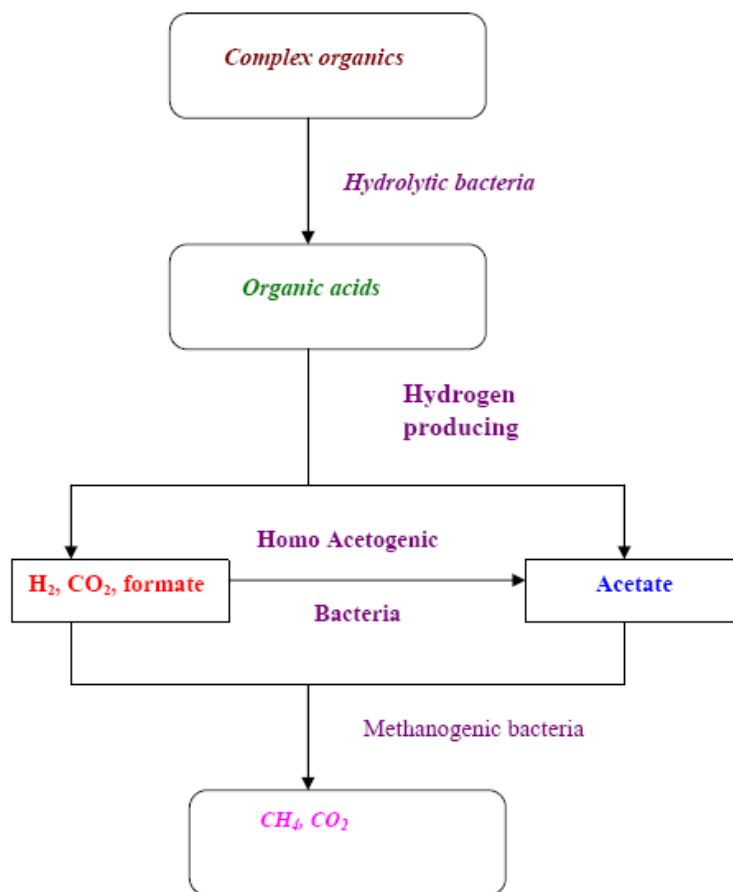 Complex organics
Hydrolytic bacteria
Organic acids
Hydrogen
producing
Homo Acetogenic
H₂, CO₂, formate
Acetate
Bacteria
Methanogenic bacteria
CH₄, CO₂